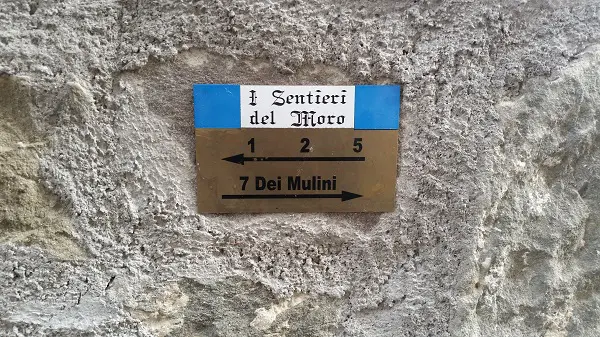 I Sentieri
del Moro
1 2 5
7 Dei Mulini